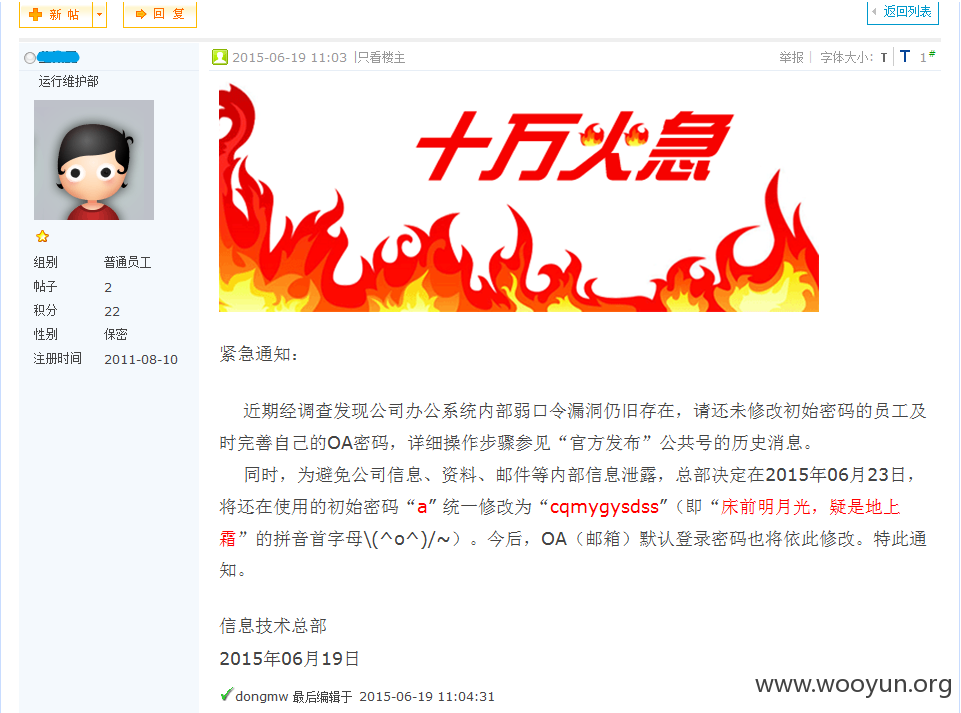 新 帖
回 复
返回列表
运行维护部
组别 普通员工
帖子 2
积分 22
性别 保密
注册时间 2011-08-10
2015-06-19 11:03 |只看楼主
举报 | 字体大小: T | T 1#
十万火急
紧急通知：
近期经调查发现公司办公系统内部弱口令漏洞仍旧存在，请还未修改初始密码的员工及
时完善自己的OA密码，详细操作步骤参见“官方发布”公共号的历史消息。
同时，为避免公司信息、资料、邮件等内部信息泄露，总部决定在2015年06月23日，
将还在使用的初始密码“a” 统一修改为“cqmygysdss”（即“床前明月光，疑是地上
霜”的拼音首字母\(^o^)/~）。今后，OA（邮箱）默认登录密码也将依此修改。特此通
知。
信息技术总部
2015年06月19日
dongmw 最后编辑于 2015-06-19 11:04:31
www.wooyun.org